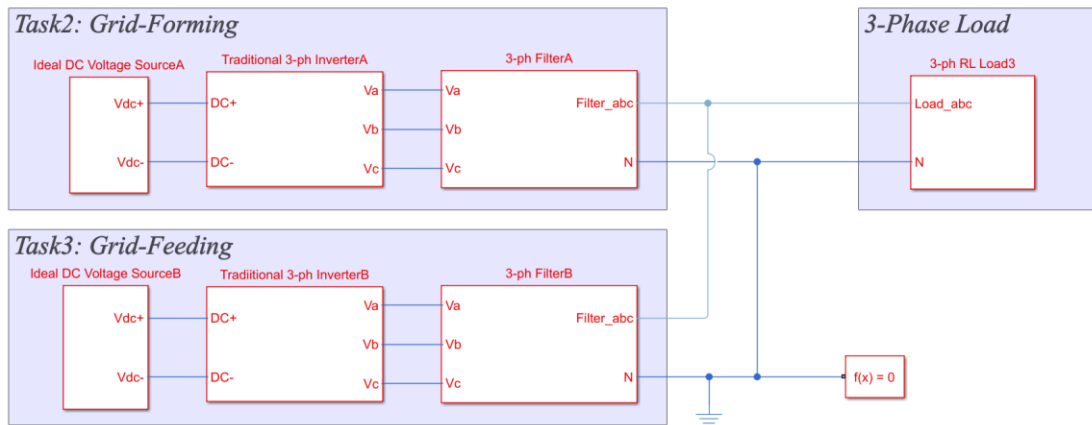 Task2: Grid-Forming
Ideal DC Voltage SourceA
Vdc+
Vdc-
Traditional 3-ph InverterA
DC+
DC-
Va
Vb
Vc
3-ph FilterA
Va
Vb
Vc
Filter_abc
N
3-Phase Load
3-ph RL Load3
Load_abc
N
Task3: Grid-Feeding
Ideal DC Voltage SourceB
Vdc+
Vdc-
Tradiitional 3-ph InverterB
DC+
DC-
Va
Vb
Vc
3-ph FilterB
Va
Vb
Vc
Filter_abc
N
f(x) = 0